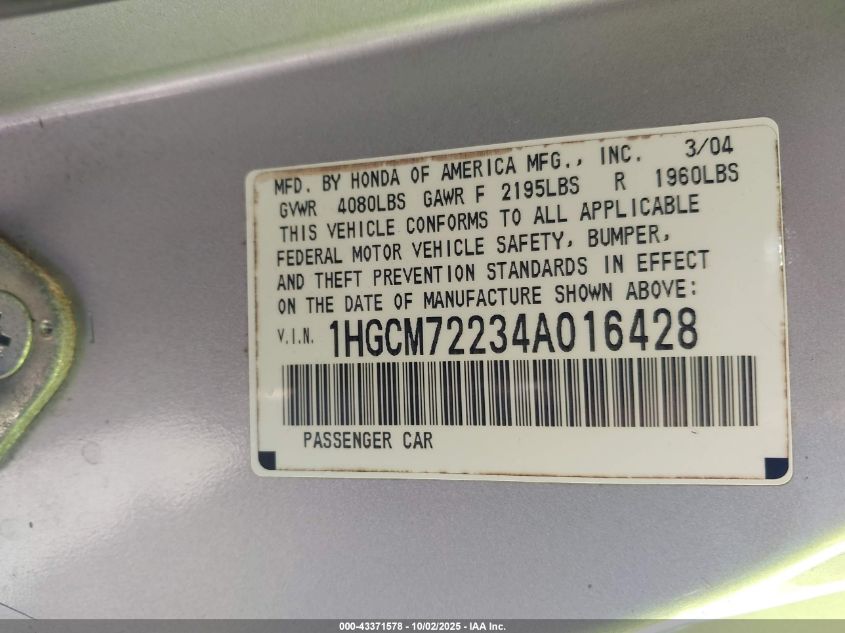 MFD. BY HONDA OF AMERICA MFG., INC. 3/04
GVWR 4080LBS GAWR F 2195LBS R 1960LBS
THIS VEHICLE CONFORMS TO ALL APPLICABLE
FEDERAL MOTOR VEHICLE SAFETY, BUMPER,
AND THEFT PREVENTION STANDARDS IN EFFECT
ON THE DATE OF MANUFACTURE SHOWN ABOVE:
V.I.N. 1HGCM72234A016428
PASSENGER CAR
000-43371578 - 10/02/2025 - IAA Inc.